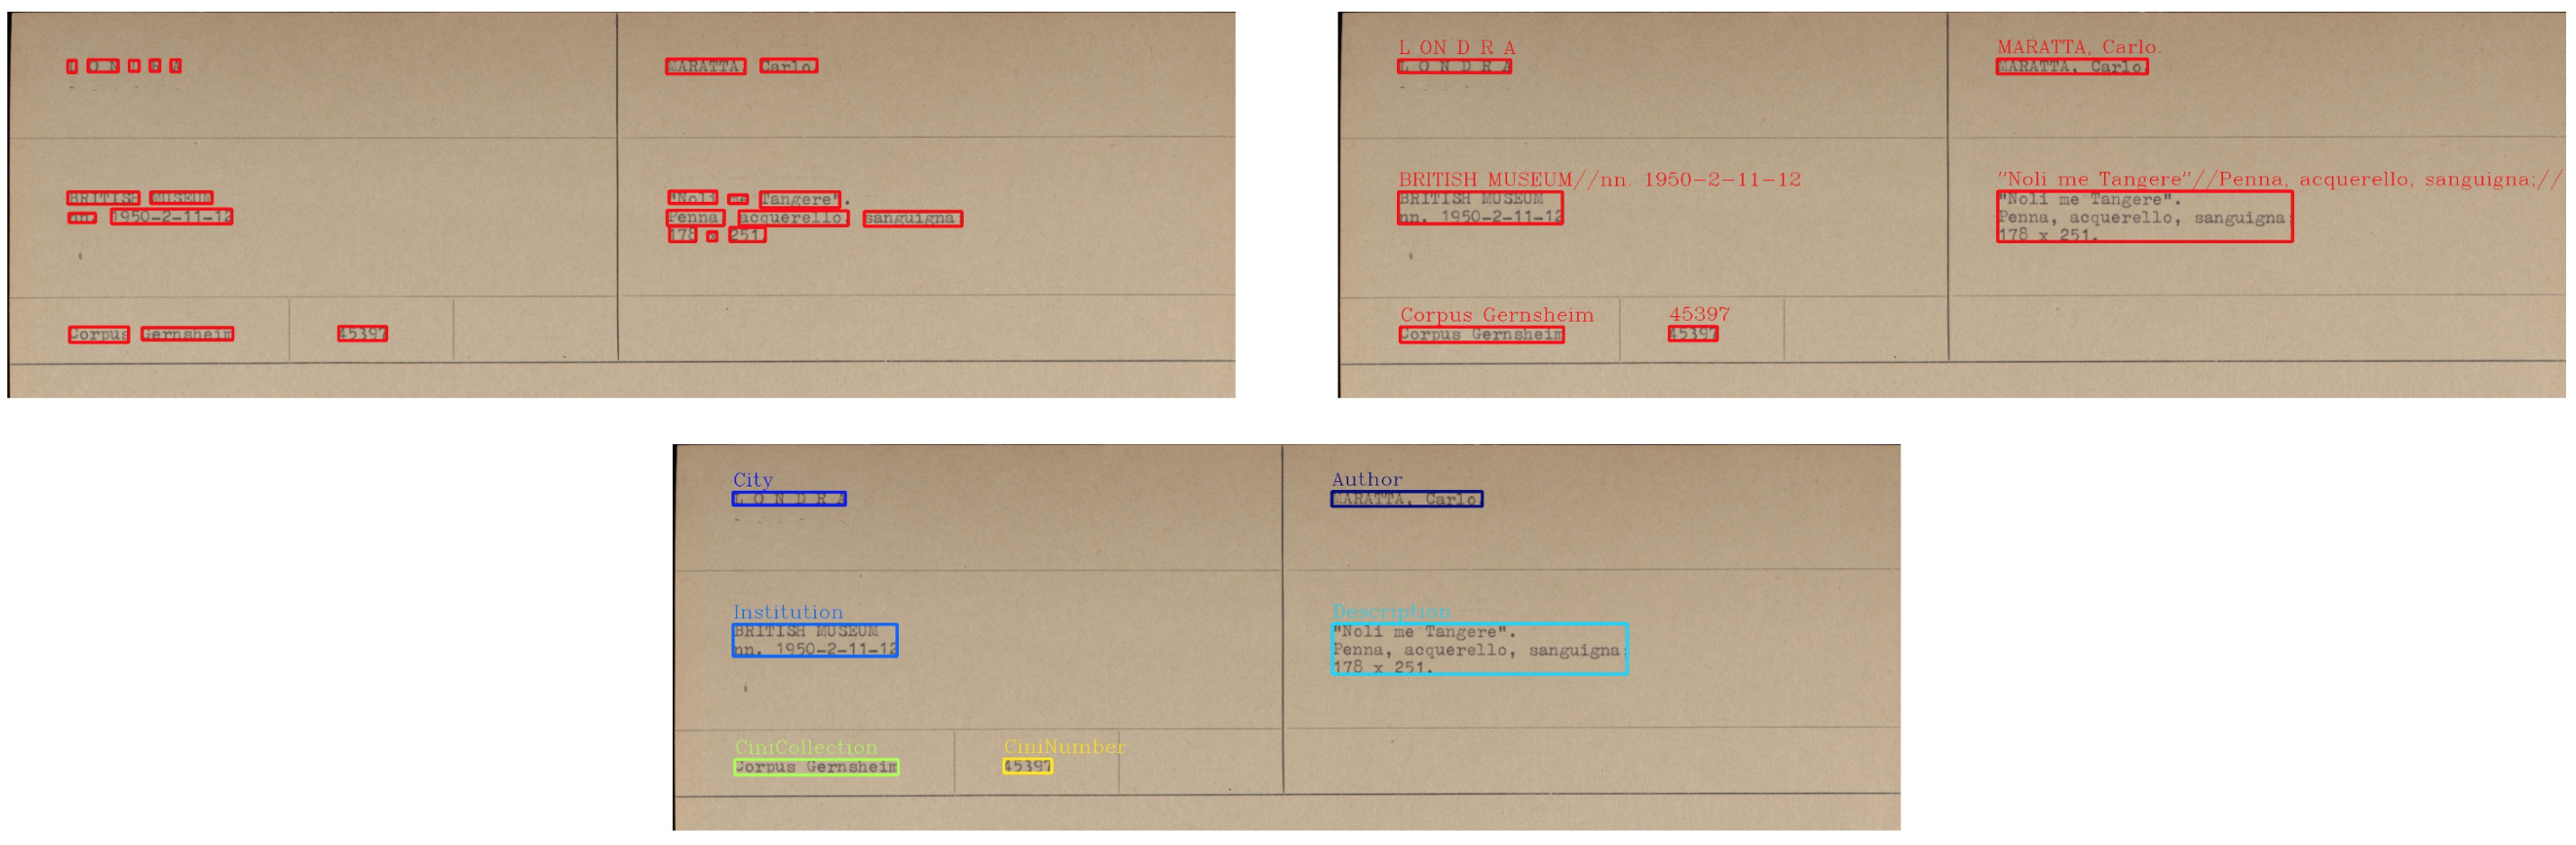 L O N D R A
MARATTA, Carlo.
BRITISH MUSEUM
nn. 1950-2-11-12
"Noli me Tangere".
Penna, acquerello, sanguigna;
178 x 251.
Corpus Gernsheim
45397
L ON D R A
L O N D R A
MARATTA, Carlo.
MARATTA, Carlo.
BRITISH MUSEUM//nn. 1950-2-11-12
BRITISH MUSEUM
nn. 1950-2-11-12
"Noli me Tangere"//Penna, acquerello, sanguigna;//
"Noli me Tangere".
Penna, acquerello, sanguigna;
178 x 251.
Corpus Gernsheim
Corpus Gernsheim
45397
45397
City
L O N D R A
Author
MARATTA, Carlo.
Institution
BRITISH MUSEUM
nn. 1950-2-11-12
Description
"Noli me Tangere".
Penna, acquerello, sanguigna;
178 x 251.
CiniCollection
Corpus Gernsheim
CiniNumber
45397